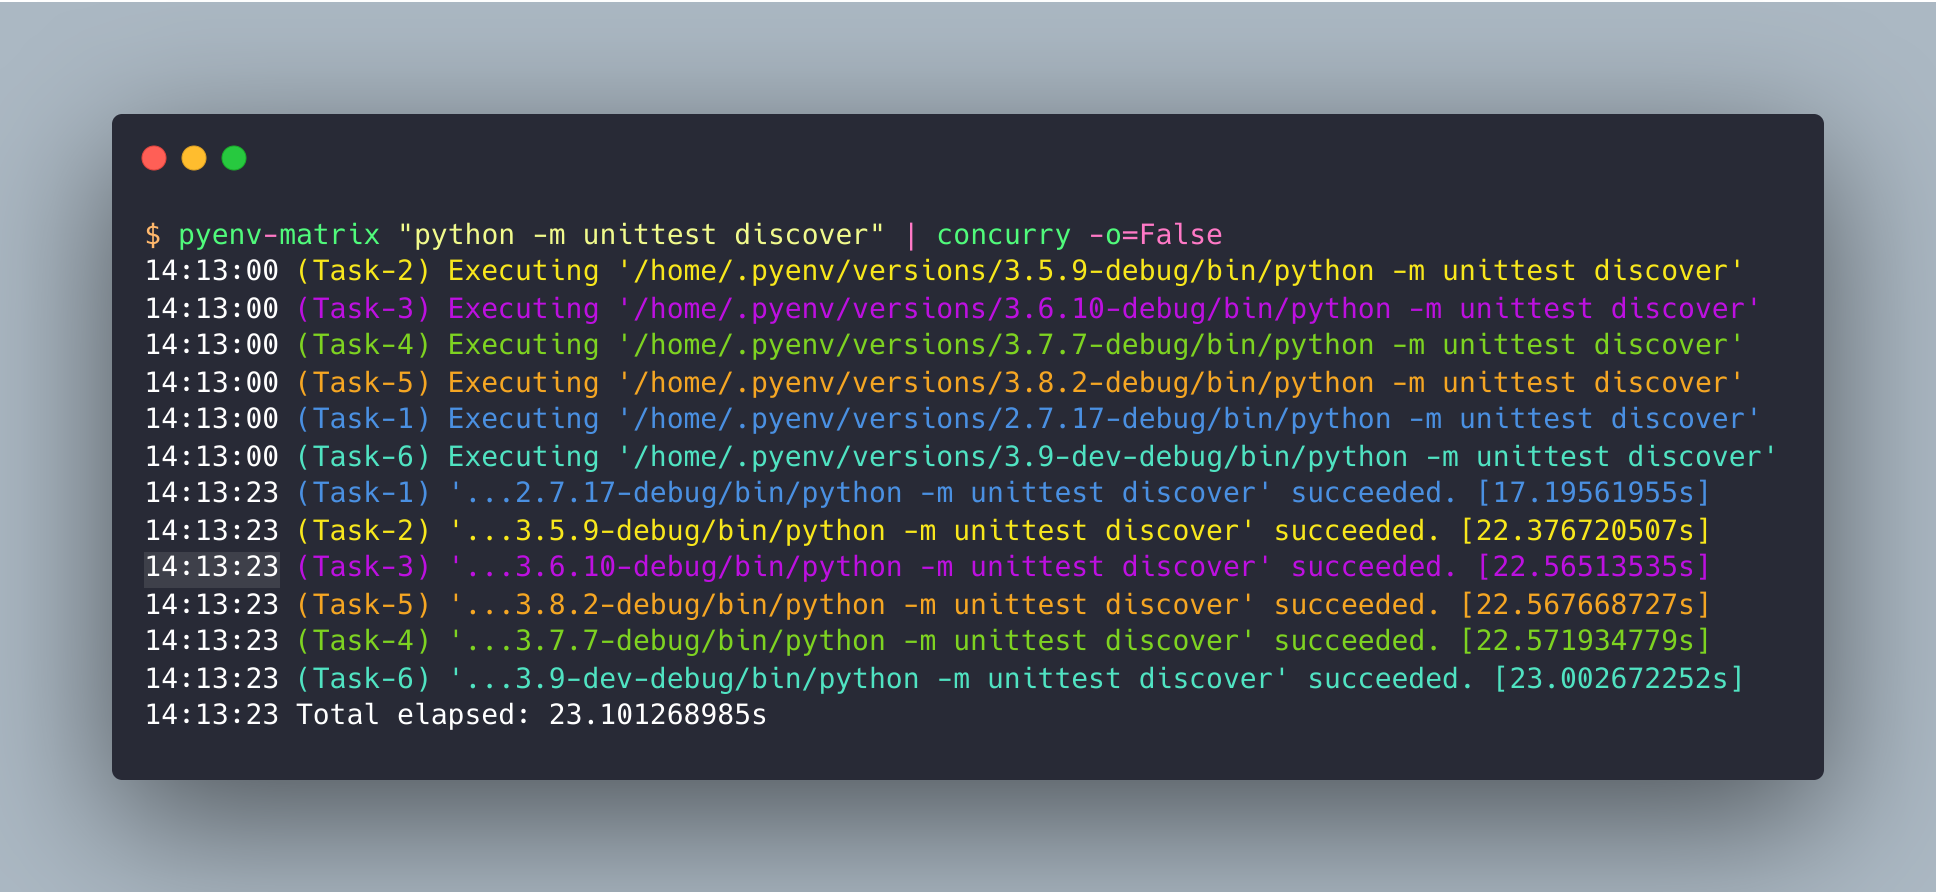 $ pyenv-matrix "python -m unittest discover" | concurry -o=False
14:13:00 (Task-2) Executing '/home/.pyenv/versions/3.5.9-debug/bin/python -m unittest discover'
14:13:00 (Task-3) Executing '/home/.pyenv/versions/3.6.10-debug/bin/python -m unittest discover'
14:13:00 (Task-4) Executing '/home/.pyenv/versions/3.7.7-debug/bin/python -m unittest discover'
14:13:00 (Task-5) Executing '/home/.pyenv/versions/3.8.2-debug/bin/python -m unittest discover'
14:13:00 (Task-1) Executing '/home/.pyenv/versions/2.7.17-debug/bin/python -m unittest discover'
14:13:00 (Task-6) Executing '/home/.pyenv/versions/3.9-dev-debug/bin/python -m unittest discover'
14:13:23 (Task-1) '...2.7.17-debug/bin/python -m unittest discover' succeeded. [17.19561955s]
14:13:23 (Task-2) '...3.5.9-debug/bin/python -m unittest discover' succeeded. [22.376720507s]
14:13:23 (Task-3) '...3.6.10-debug/bin/python -m unittest discover' succeeded. [22.56513535s]
14:13:23 (Task-5) '...3.8.2-debug/bin/python -m unittest discover' succeeded. [22.567668727s]
14:13:23 (Task-4) '...3.7.7-debug/bin/python -m unittest discover' succeeded. [22.571934779s]
14:13:23 (Task-6) '...3.9-dev-debug/bin/python -m unittest discover' succeeded. [23.002672252s]
14:13:23 Total elapsed: 23.101268985s